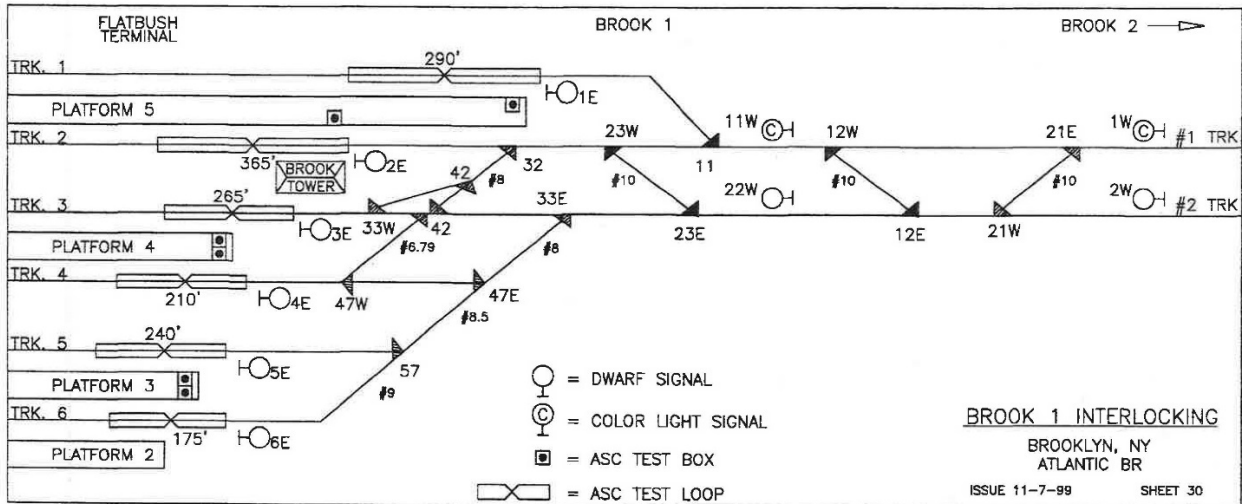 FLATBUSH
TERMINAL
BROOK 1
BROOK 2
TRK. 1
290'
1E
PLATFORM 5
TRK. 2
365'
2E
BROOK
TOWER
32
23W
11
11W
C
12W
21E
1W
C
#1 TRK
42
#8
#10
#10
#10
TRK. 3
265'
3E
33W
42
33E
23E
22W
12E
21W
2W
#2 TRK
PLATFORM 4
#6.79
#8
TRK. 4
210'
4E
47W
47E
#8.5
TRK. 5
240'
5E
57
PLATFORM 3
#9
TRK. 6
175'
6E
PLATFORM 2
= DWARF SIGNAL
C = COLOR LIGHT SIGNAL
= ASC TEST BOX
= ASC TEST LOOP
BROOK 1 INTERLOCKING
BROOKLYN, NY
ATLANTIC BR
ISSUE 11-7-99 SHEET 30